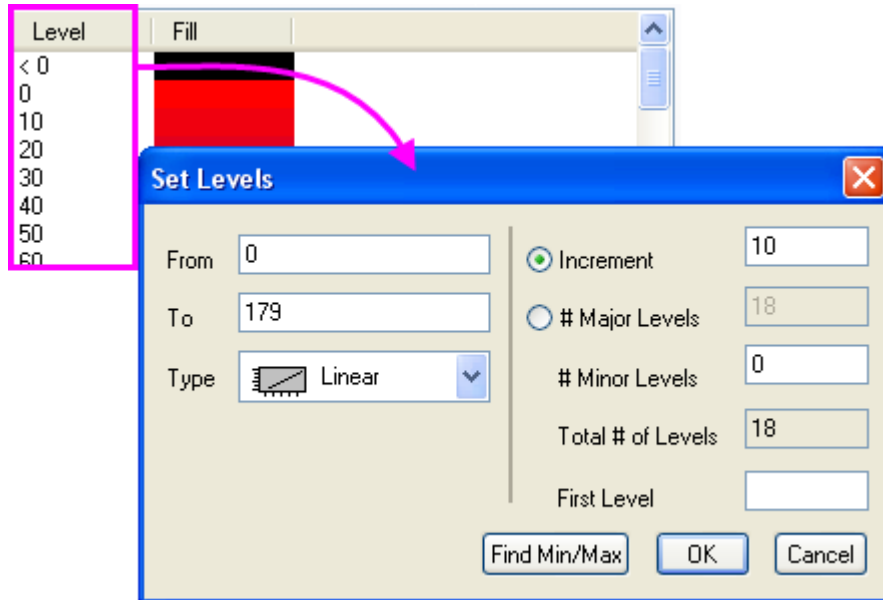 Level Fill
< 0
0
10
20
30
40
50
60
Set Levels
From 0
To 179
Type Linear
Increment 10
# Major Levels 18
# Minor Levels 0
Total # of Levels 18
First Level
Find Min/Max OK Cancel